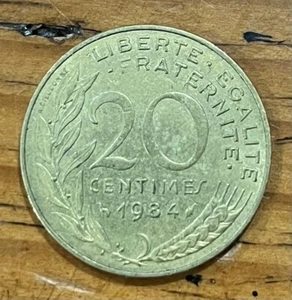 LIBERTE·EGALITE
·FRATERNITE·
20
CENTIMES
1984